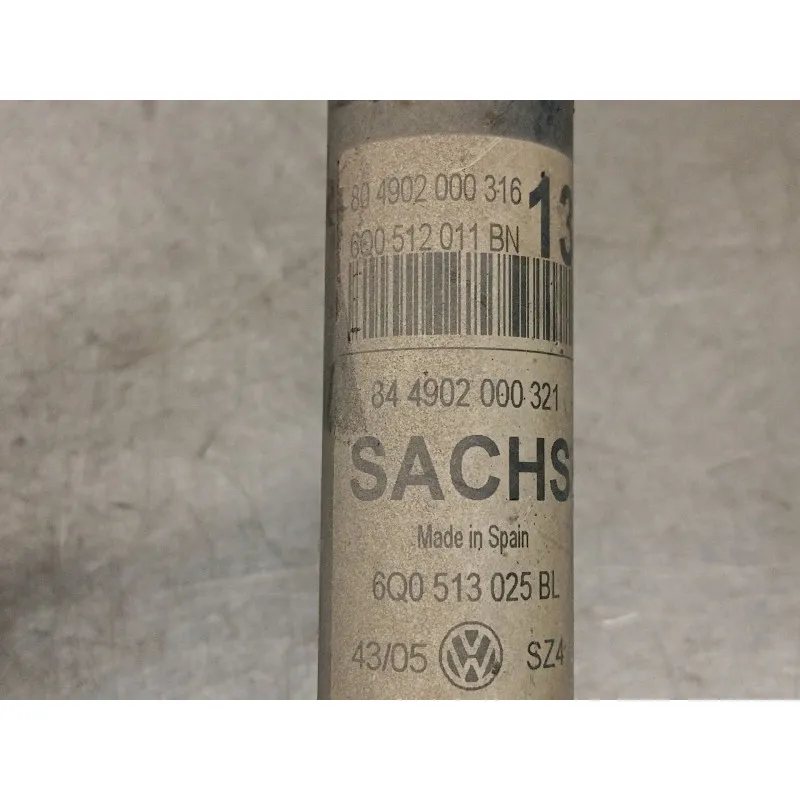 80 4902 000 316
6Q0 512 011 BN
13
84 4902 000 321
SACHS
Made in Spain
6Q0 513 025 BL
43/05 VW SZ4